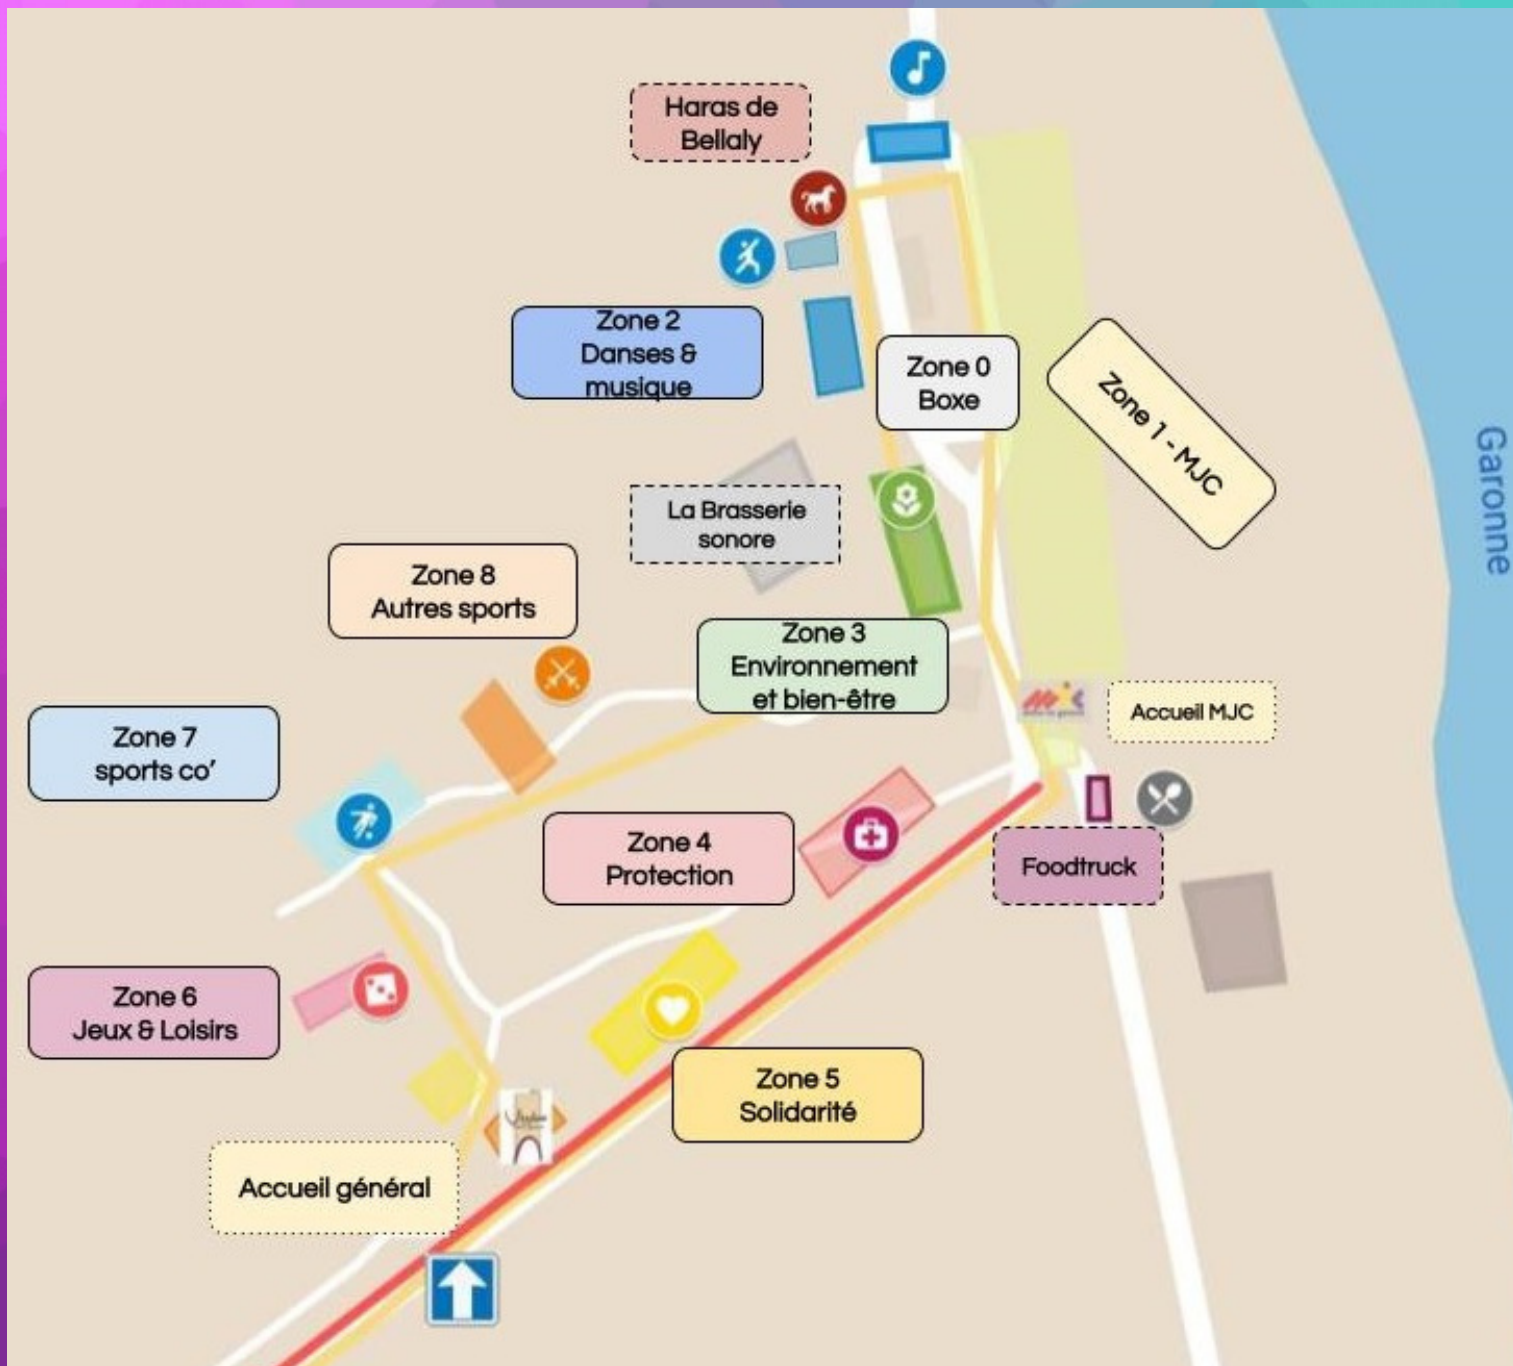 Haras de
Bellaly
Zone 2
Danses &
musique
Zone 0
Boxe
Zone 1 - MJC
Garonne
La Brasserie
sonore
Zone 8
Autres sports
Zone 3
Environnement
et bien-être
Accueil MJC
Zone 7
sports co’
Zone 4
Protection
Foodtruck
Zone 6
Jeux & Loisirs
Zone 5
Solidarité
Accueil général